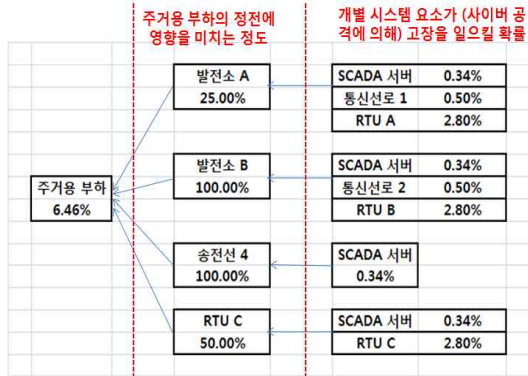 주거용 부하의 정전에
영향을 미치는 정도
개별 시스템 요소가 (사이버 공
격에 의해) 고장을 일으킬 확률
발전소 A
25.00%
SCADA 서버 0.34%
통신선로 1 0.50%
RTU A 2.80%
발전소 B
100.00%
SCADA 서버 0.34%
통신선로 2 0.50%
RTU B 2.80%
주거용 부하
6.46%
송전선 4
100.00%
SCADA 서버
0.34%
RTU C
50.00%
SCADA 서버 0.34%
RTU C 2.80%